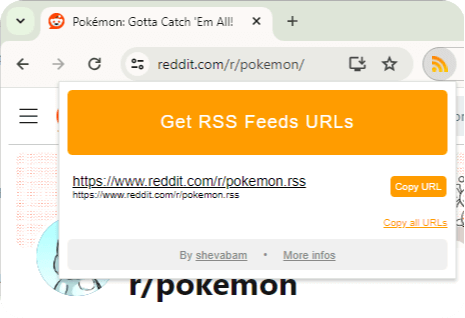 Pokémon: Gotta Catch 'Em All!
reddit.com/r/pokemon/
Get RSS Feeds URLs
https://www.reddit.com/r/pokemon.rss
Copy URL
https://www.reddit.com/r/pokemon.rss
Copy all URLs
By shevabam • More infos
r/pokemon